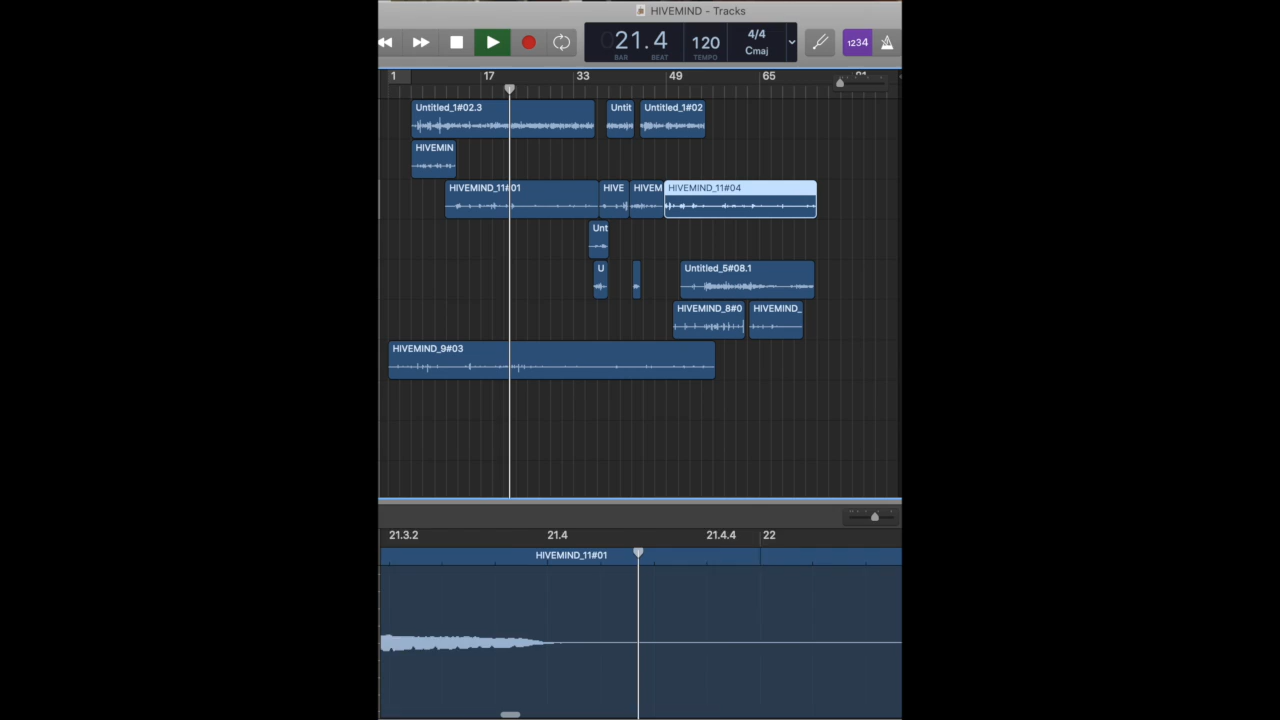 HIVEMIND - Tracks
021.4
BAR BEAT
120
TEMPO
4/4
Cmaj
1234
1 17 33 49 65 81
Untitled_1#02.3 Untit Untitled_1#02
HIVEMIN
HIVEMIND_11#01 HIVE HIVEM HIVEMIND_11#04
Unt
U Untitled_5#08.1
HIVEMIND_8#0 HIVEMIND_
HIVEMIND_9#03
21.3.2 21.4 21.4.4 22
HIVEMIND_11#01